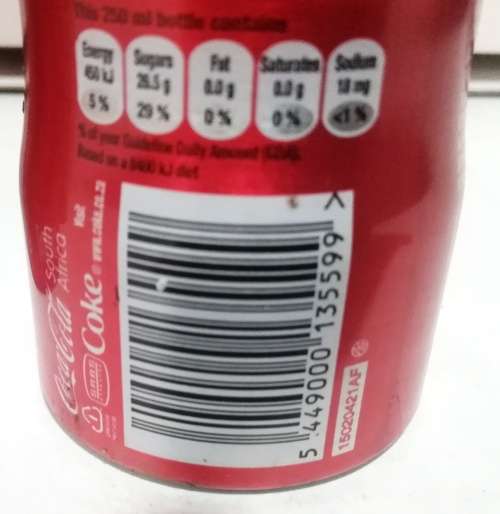 This 250 ml bottle contains
Energy
450 kJ
5 %
Sugars
26.5 g
29 %
Fat
0.0 g
0 %
Saturates
0.0 g
0 %
Sodium
18 mg
<1 %
% of your Guideline Daily Amount (GDA).
Based on a 8400 kJ diet
Coca-Cola
South
Africa
Coke
Visit
www.coke.co.za
5 449000 135599 >
15020421AF